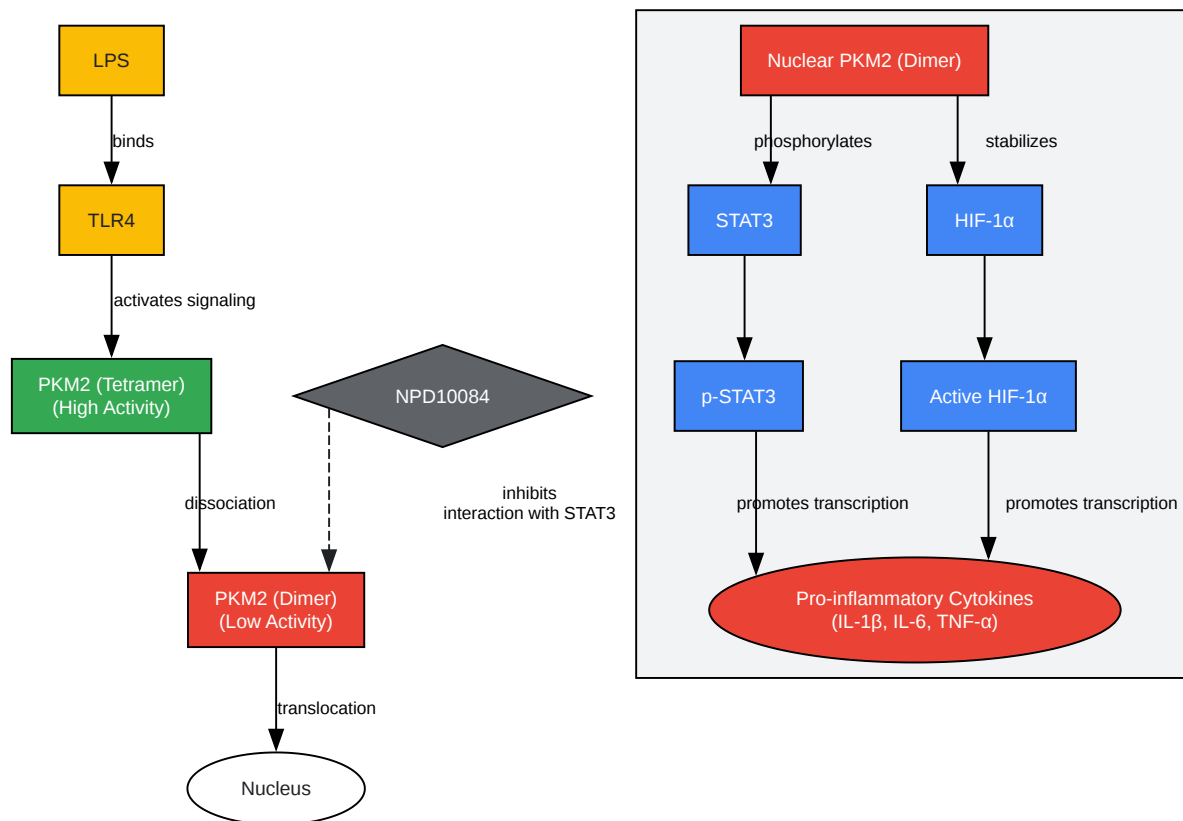 LPS
binds
TLR4
activates signaling
PKM2 (Tetramer)
(High Activity)
NPD10084
dissociation
inhibits
interaction with STAT3
PKM2 (Dimer)
(Low Activity)
translocation
Nucleus
Nuclear PKM2 (Dimer)
phosphorylates
stabilizes
STAT3
HIF-1α
p-STAT3
Active HIF-1α
promotes transcription
promotes transcription
Pro-inflammatory Cytokines
(IL-1β, IL-6, TNF-α)